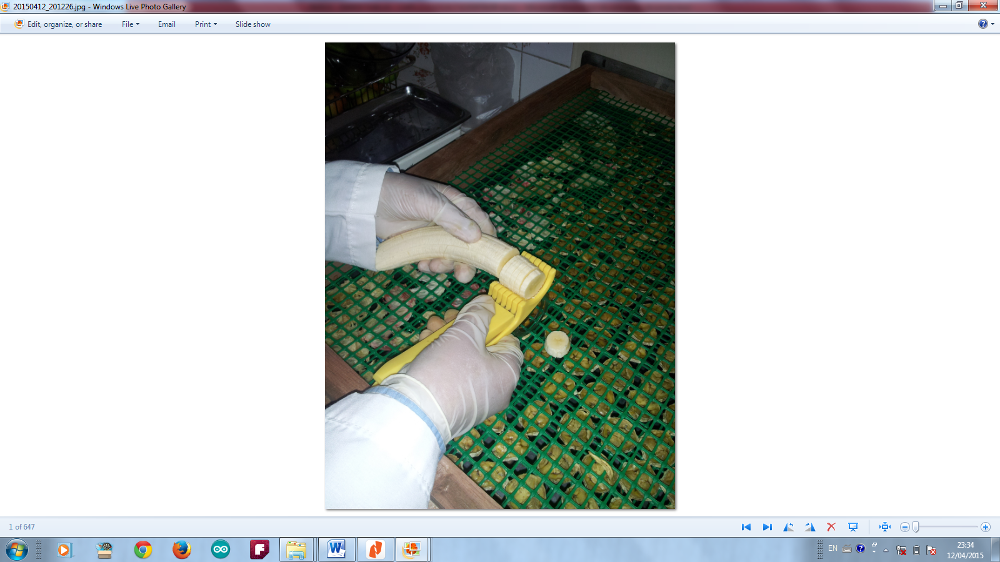 20150412_201226.jpg - Windows Live Photo Gallery
Edit, organize, or share File Email Print Slide show
1 of 647
EN
23:34
12/04/2015